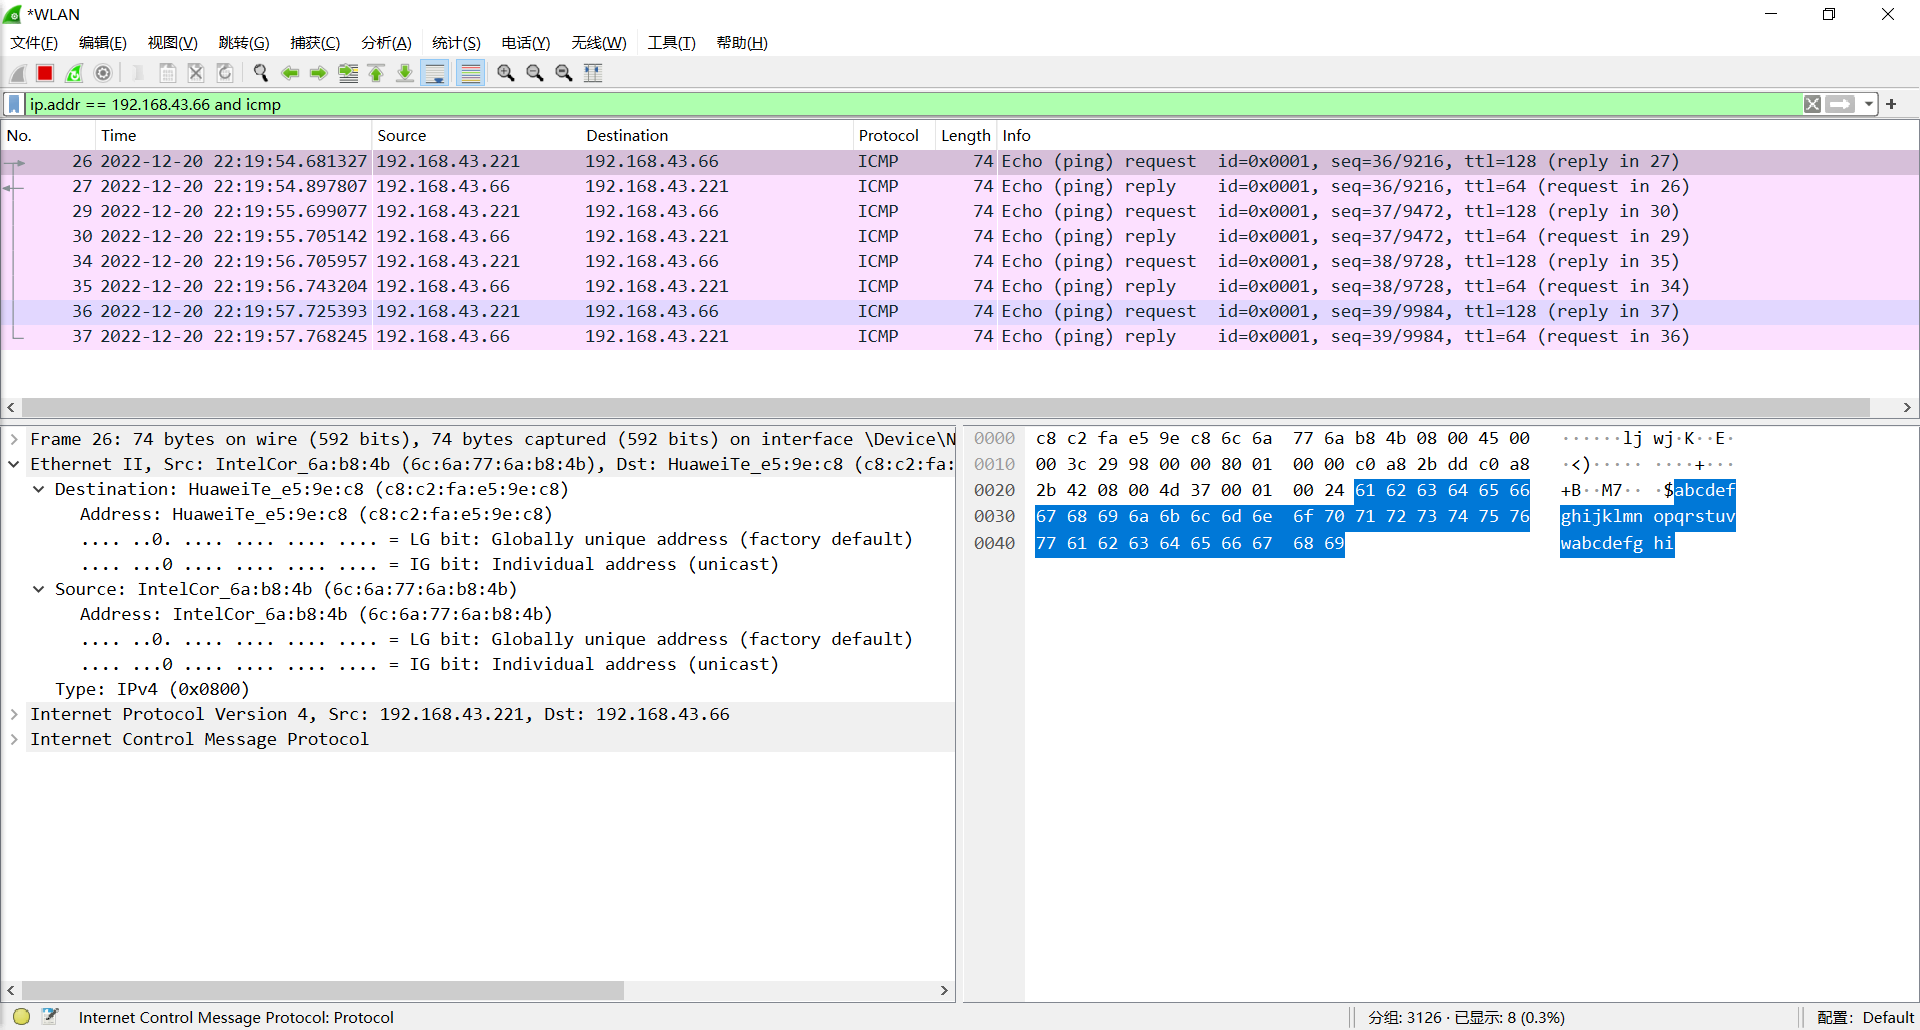 *WLAN
文件(F) 编辑(E) 视图(V) 跳转(G) 捕获(C) 分析(A) 统计(S) 电话(Y) 无线(W) 工具(T) 帮助(H)
ip.addr == 192.168.43.66 and icmp
No. Time Source Destination Protocol Length Info
26 2022-12-20 22:19:54.681327 192.168.43.221 192.168.43.66 ICMP 74 Echo (ping) request id=0x0001, seq=36/9216, ttl=128 (reply in 27)
27 2022-12-20 22:19:54.897807 192.168.43.66 192.168.43.221 ICMP 74 Echo (ping) reply id=0x0001, seq=36/9216, ttl=64 (request in 26)
29 2022-12-20 22:19:55.699077 192.168.43.221 192.168.43.66 ICMP 74 Echo (ping) request id=0x0001, seq=37/9472, ttl=128 (reply in 30)
30 2022-12-20 22:19:55.705142 192.168.43.66 192.168.43.221 ICMP 74 Echo (ping) reply id=0x0001, seq=37/9472, ttl=64 (request in 29)
34 2022-12-20 22:19:56.705957 192.168.43.221 192.168.43.66 ICMP 74 Echo (ping) request id=0x0001, seq=38/9728, ttl=128 (reply in 35)
35 2022-12-20 22:19:56.743204 192.168.43.66 192.168.43.221 ICMP 74 Echo (ping) reply id=0x0001, seq=38/9728, ttl=64 (request in 34)
36 2022-12-20 22:19:57.725393 192.168.43.221 192.168.43.66 ICMP 74 Echo (ping) request id=0x0001, seq=39/9984, ttl=128 (reply in 37)
37 2022-12-20 22:19:57.768245 192.168.43.66 192.168.43.221 ICMP 74 Echo (ping) reply id=0x0001, seq=39/9984, ttl=64 (request in 36)
Frame 26: 74 bytes on wire (592 bits), 74 bytes captured (592 bits) on interface \Device\N
Ethernet II, Src: IntelCor_6a:b8:4b (6c:6a:77:6a:b8:4b), Dst: HuaweiTe_e5:9e:c8 (c8:c2:fa:
Destination: HuaweiTe_e5:9e:c8 (c8:c2:fa:e5:9e:c8)
Address: HuaweiTe_e5:9e:c8 (c8:c2:fa:e5:9e:c8)
.... ..0. .... .... .... .... = LG bit: Globally unique address (factory default)
.... ...0 .... .... .... .... = IG bit: Individual address (unicast)
Source: IntelCor_6a:b8:4b (6c:6a:77:6a:b8:4b)
Address: IntelCor_6a:b8:4b (6c:6a:77:6a:b8:4b)
.... ..0. .... .... .... .... = LG bit: Globally unique address (factory default)
.... ...0 .... .... .... .... = IG bit: Individual address (unicast)
Type: IPv4 (0x0800)
Internet Protocol Version 4, Src: 192.168.43.221, Dst: 192.168.43.66
Internet Control Message Protocol
0000 c8 c2 fa e5 9e c8 6c 6a 77 6a b8 4b 08 00 45 00 ······lj wj·K··E·
0010 00 3c 29 98 00 00 80 01 00 00 c0 a8 2b dd c0 a8 ·<)····· ····+···
0020 2b 42 08 00 4d 37 00 01 00 24 61 62 63 64 65 66 +B··M7·· ·$abcdef
0030 67 68 69 6a 6b 6c 6d 6e 6f 70 71 72 73 74 75 76 ghijklmn opqrstuv
0040 77 61 62 63 64 65 66 67 68 69 wabcdefg hi
Internet Control Message Protocol: Protocol
分组: 3126 · 已显示: 8 (0.3%)
配置: Default